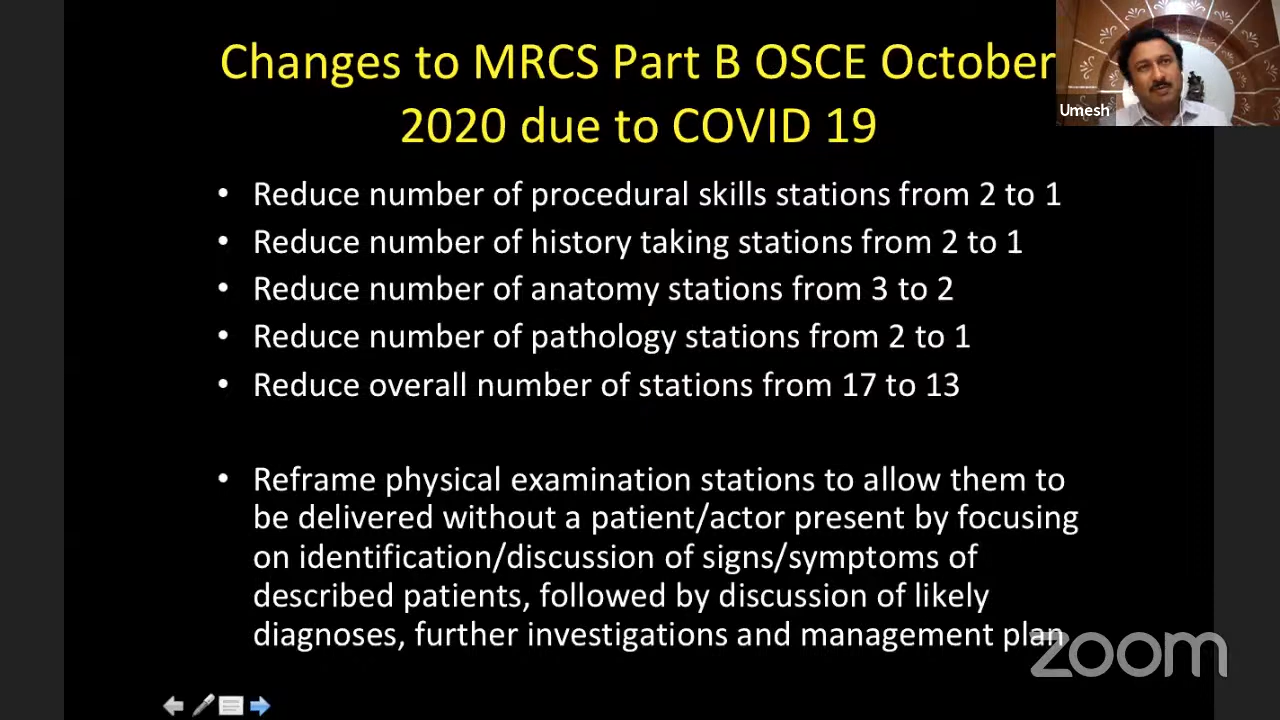 Changes to MRCS Part B OSCE October
2020 due to COVID 19
Umesh
• Reduce number of procedural skills stations from 2 to 1
• Reduce number of history taking stations from 2 to 1
• Reduce number of anatomy stations from 3 to 2
• Reduce number of pathology stations from 2 to 1
• Reduce overall number of stations from 17 to 13
• Reframe physical examination stations to allow them to
be delivered without a patient/actor present by focusing
on identification/discussion of signs/symptoms of
described patients, followed by discussion of likely
diagnoses, further investigations and management plan
zoom